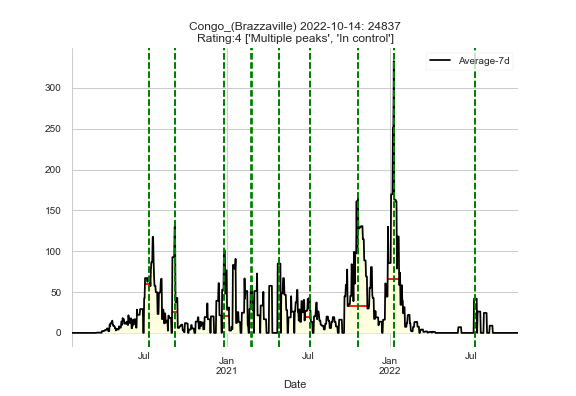 Congo_(Brazzaville) 2022-10-14: 24837
Rating:4 ['Multiple peaks', 'In control']
Average-7d
300
250
200
150
100
50
0
Jul
Jan
2021
Jul
Jan
2022
Jul
Date